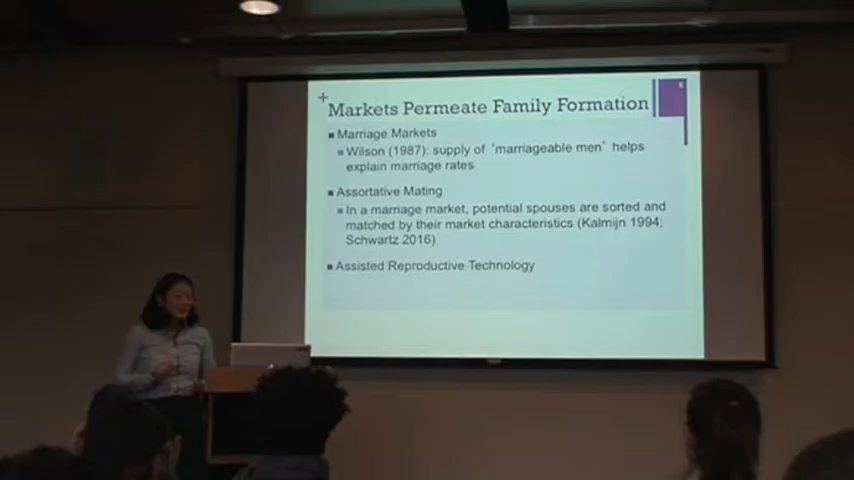 Markets Permeate Family Formation
Marriage Markets
Wilson (1987): supply of 'marriageable men' helps
explain marriage rates
Assortative Mating
In a marriage market, potential spouses are sorted and
matched by their market characteristics (Kalmijn 1994;
Schwartz 2016)
Assisted Reproductive Technology